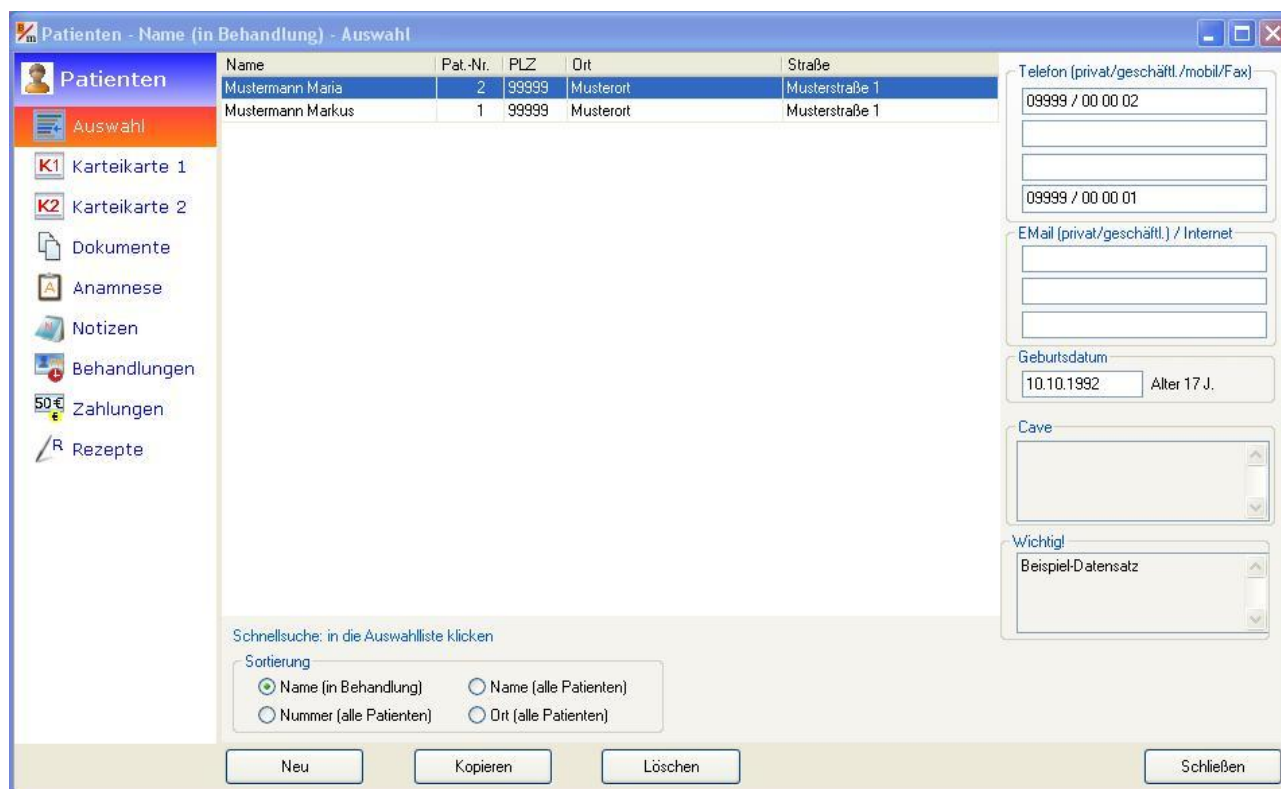 Patienten - Name (in Behandlung) - Auswahl
Patienten
Auswahl
K1 Karteikarte 1
K2 Karteikarte 2
Dokumente
A Anamnese
Notizen
Behandlungen
50 € € Zahlungen
R Rezepte
Name Pat.-Nr. PLZ Ort Straße
Mustermann Maria 2 99999 Musterort Musterstraße 1
Mustermann Markus 1 99999 Musterort Musterstraße 1
Schnellsuche: in die Auswahlliste klicken
Sortierung
Name (in Behandlung) Name (alle Patienten)
Nummer (alle Patienten) Ort (alle Patienten)
Telefon (privat/geschäftl./mobil/Fax)
09999 / 00 00 02
09999 / 00 00 01
EMail (privat/geschäftl.) / Internet
Geburtsdatum
10.10.1992 Alter 17 J.
Cave
Wichtig!
Beispiel-Datensatz
Neu Kopieren Löschen Schließen